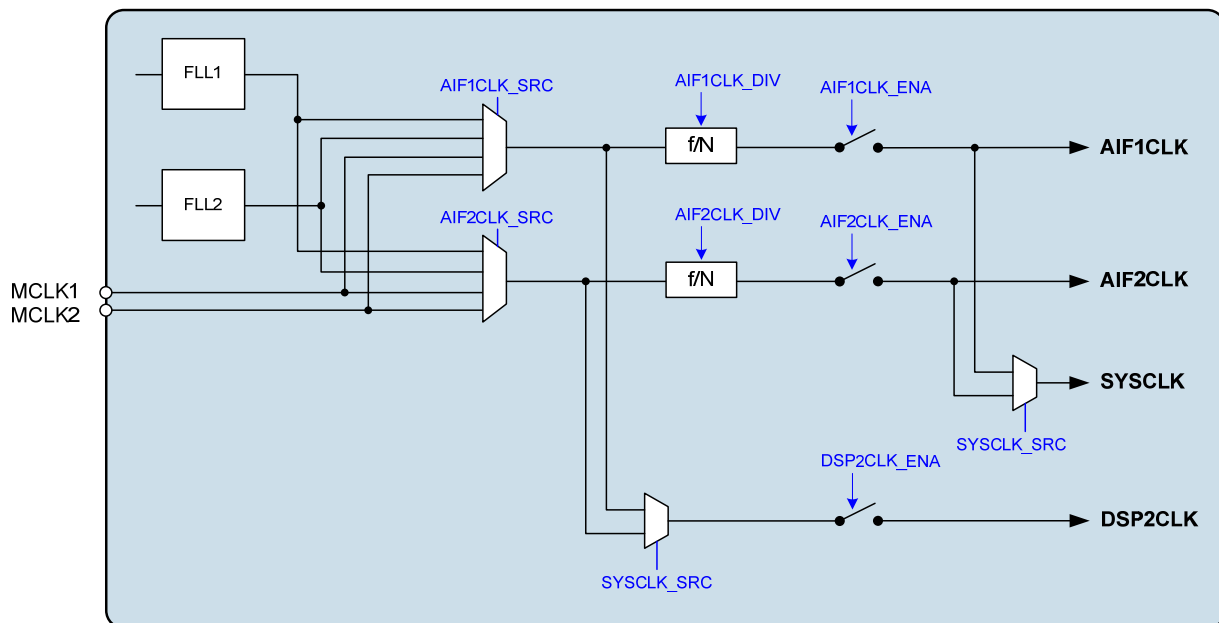 FLL1
AIF1CLK_SRC
AIF1CLK_DIV
AIF1CLK_ENA
f/N
AIF1CLK
FLL2
AIF2CLK_SRC
AIF2CLK_DIV
AIF2CLK_ENA
f/N
AIF2CLK
MCLK1
MCLK2
SYSCLK
SYSCLK_SRC
DSP2CLK_ENA
DSP2CLK
SYSCLK_SRC